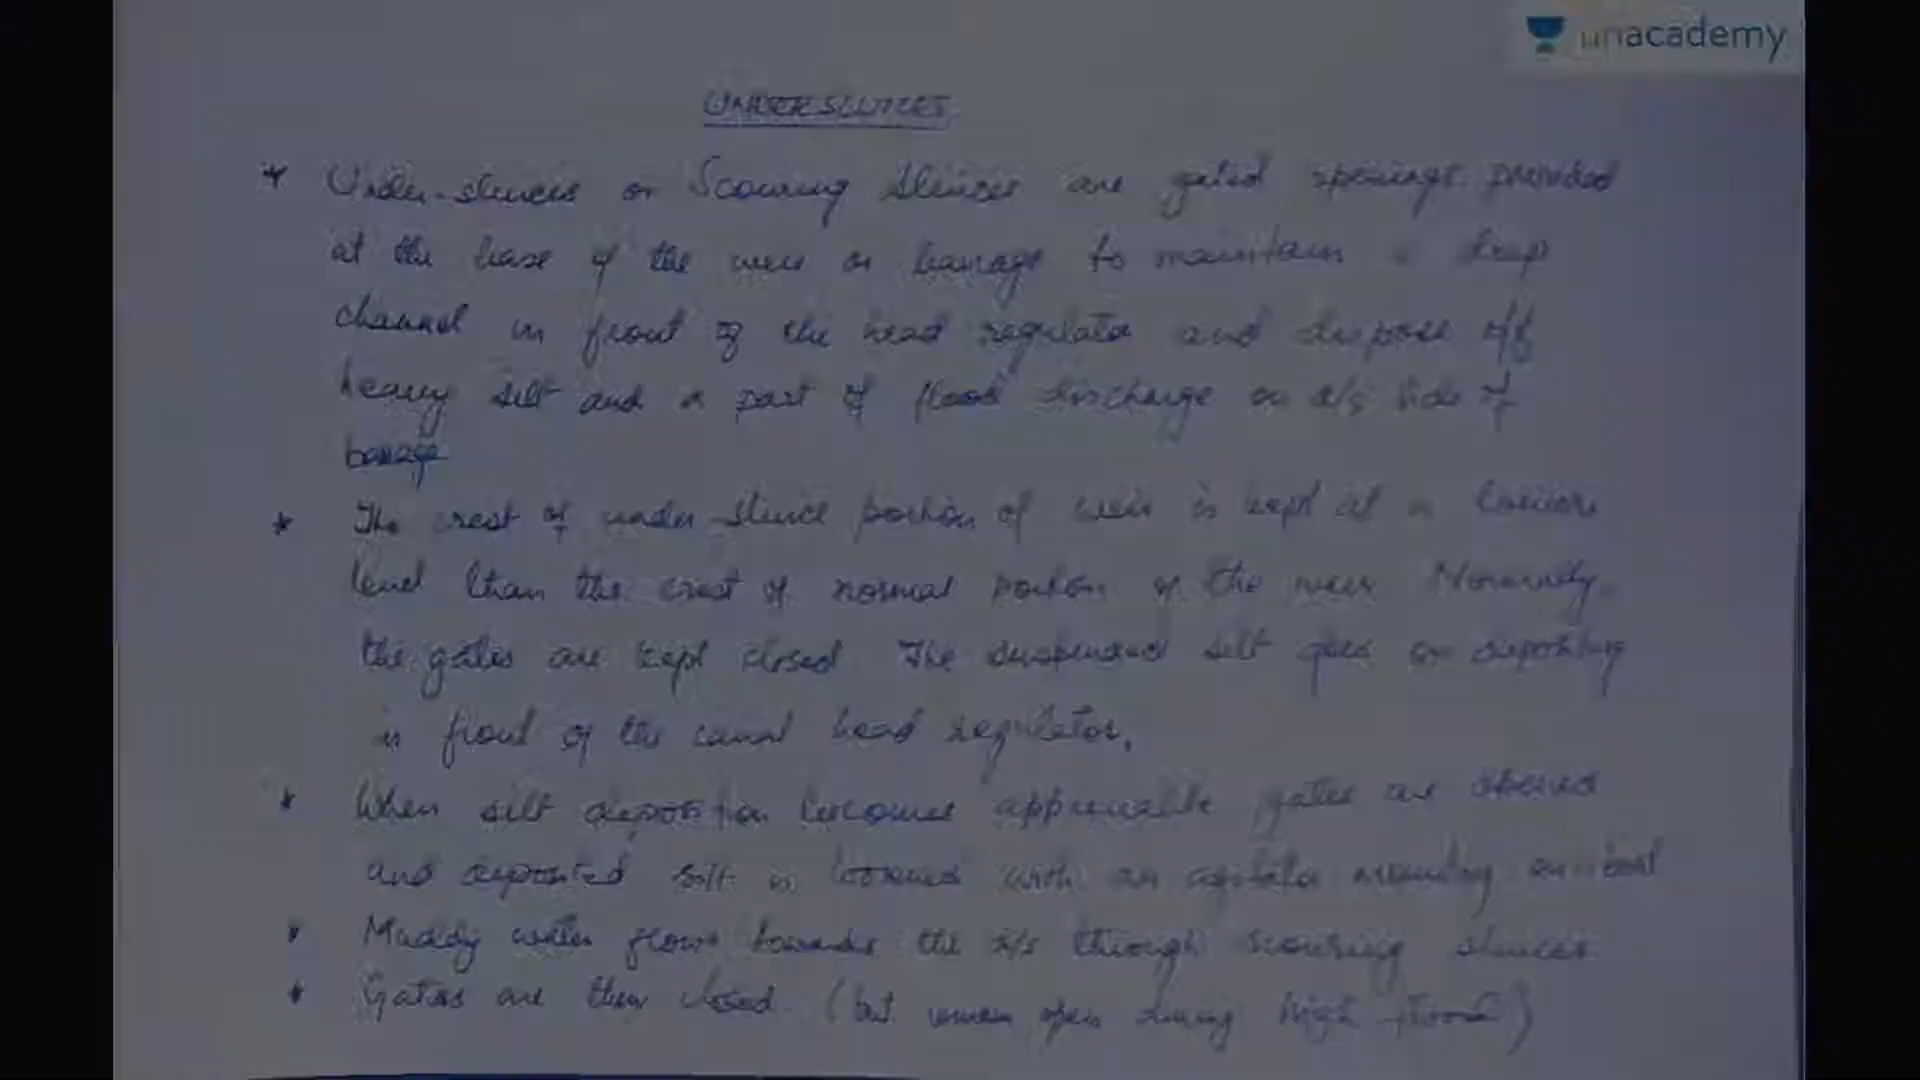 unacademy
UNDERSLUICES
* Under-sluices or Scouring Sluices are gated openings provided
at the base of the weir or barrage to maintain a deep
channel in front of the head regulator and dispose off
heavy silt and a part of flood discharge on d/s side of
barrage
* The crest of under-sluice portion of weir is kept at a lower
level than the crest of normal portion of the weir Normally,
the gates are kept closed The suspended silt goes on depositing
in front of the canal head regulator.
* When silt deposition becomes appreciable gates are opened
and deposited silt is loosened with an agitator mounting on boat
* Muddy water flows towards the d/s through scouring sluices
* Gates are then closed (but remain open during high flood)